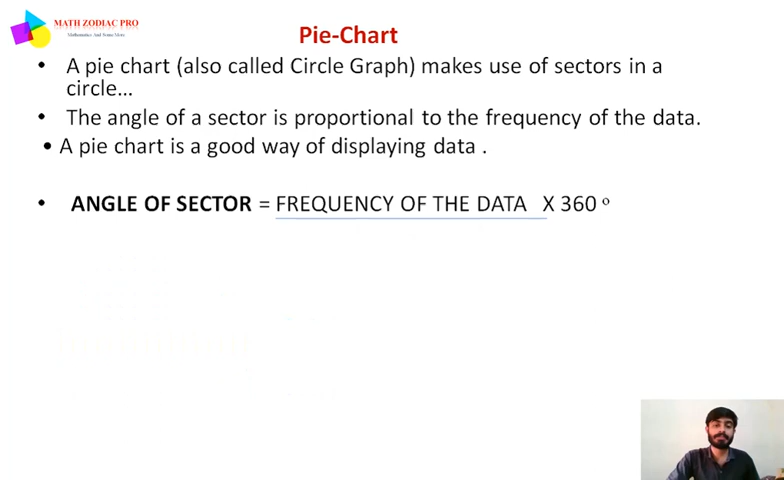 MATH ZODIAC PRO
Mathematics And Some More
Pie-Chart
• A pie chart (also called Circle Graph) makes use of sectors in a
circle...
• The angle of a sector is proportional to the frequency of the data.
• A pie chart is a good way of displaying data .
• ANGLE OF SECTOR = FREQUENCY OF THE DATA X 360 º